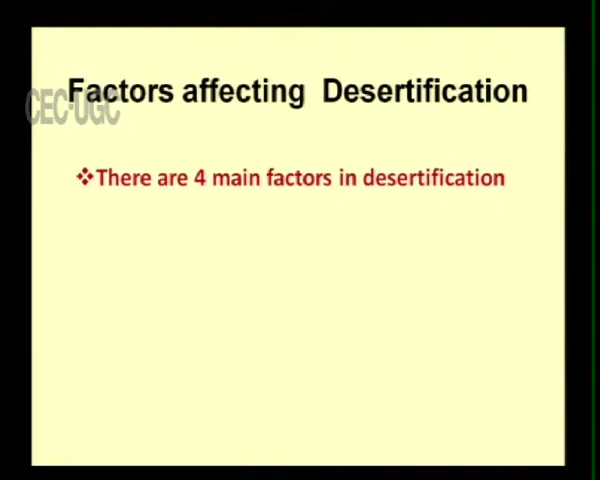 Factors affecting Desertification
CEC-UGC
❖There are 4 main factors in desertification